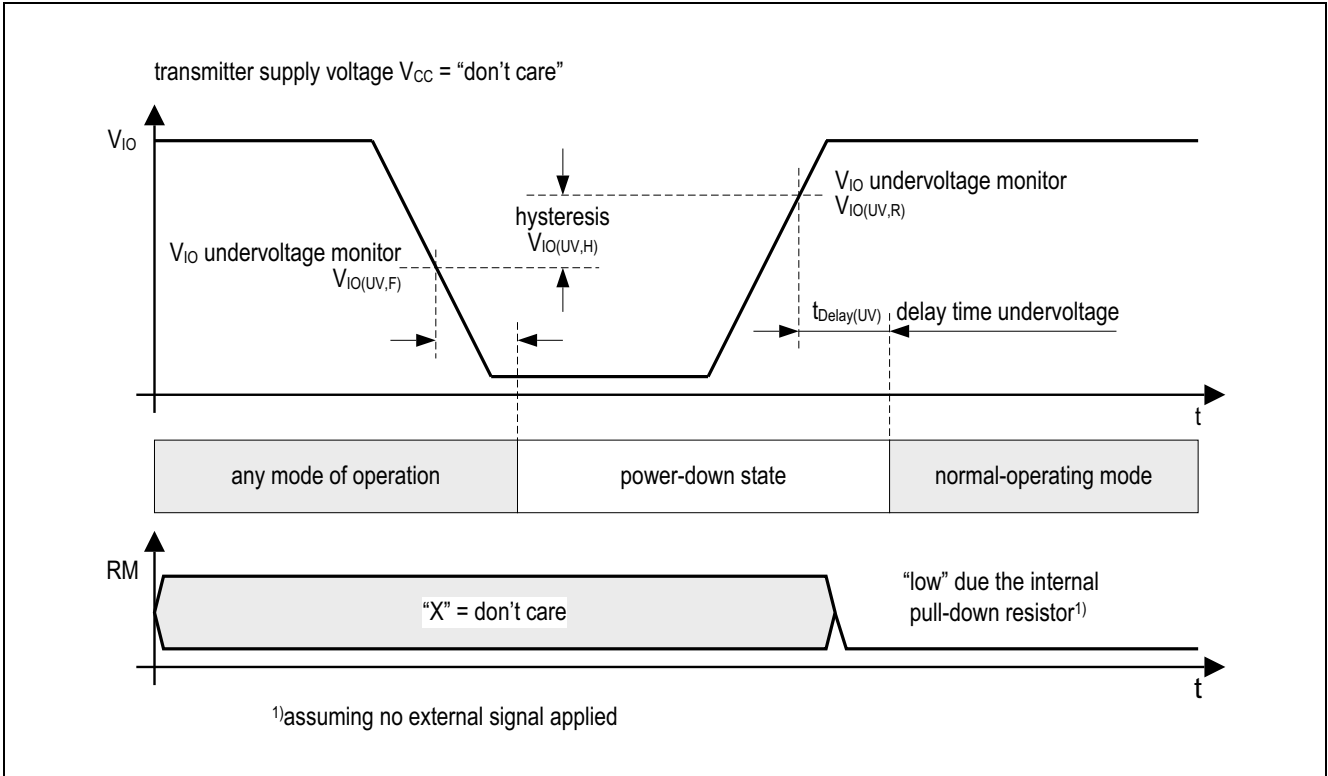 transmitter supply voltage VCC = “don’t care”
VIO
VIO undervoltage monitor
VIO(UV,R)
hysteresis
VIO(UV,H)
VIO undervoltage monitor
VIO(UV,F)
tDelay(UV) delay time undervoltage
t
any mode of operation
power-down state
normal-operating mode
RM
“X” = don’t care
“low” due the internal
pull-down resistor1)
t
1)assuming no external signal applied